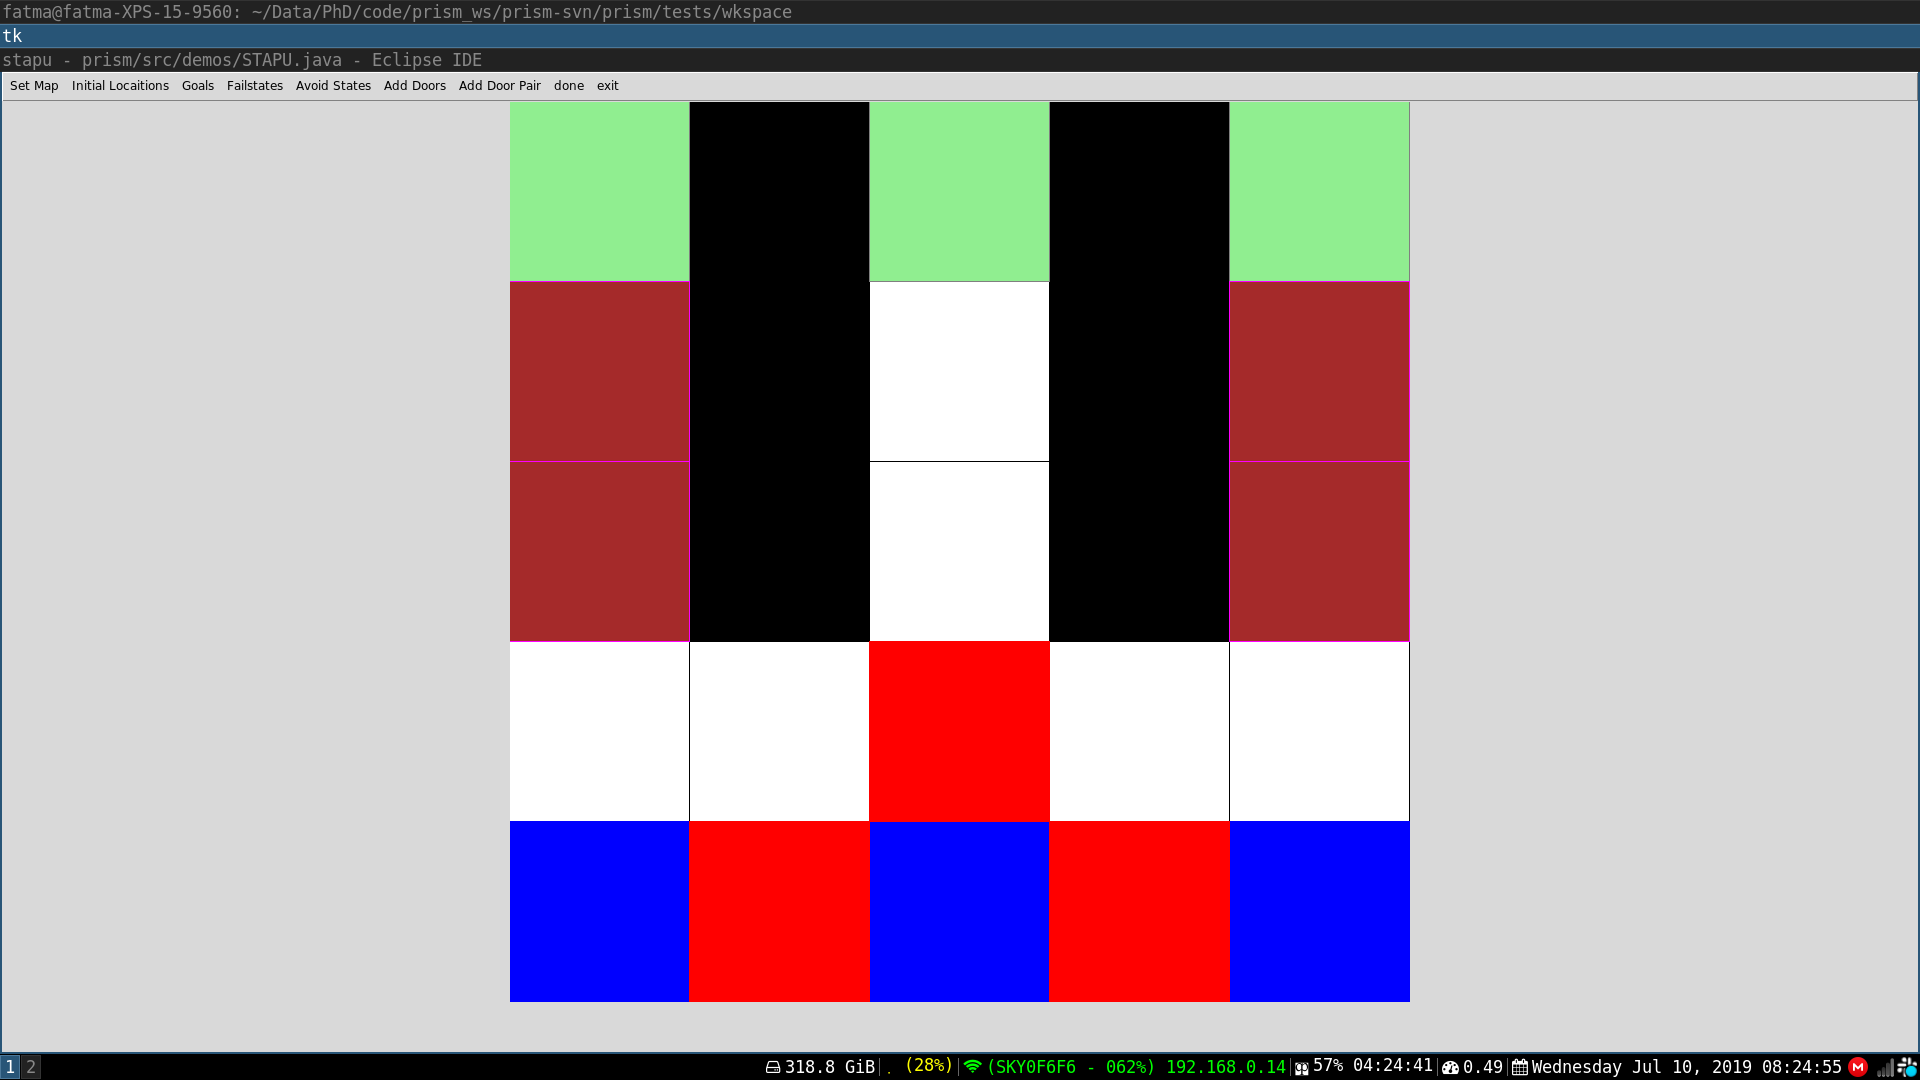 fatma@fatma-XPS-15-9560: ~/Data/PhD/code/prism_ws/prism-svn/prism/tests/wkspace
tk
stapu - prism/src/demos/STAPU.java - Eclipse IDE
Set Map Initial Locaitions Goals Failstates Avoid States Add Doors Add Door Pair done exit
1 2 318.8 GiB . (28%) (SKY0F6F6 - 062%) 192.168.0.14 57% 04:24:41 0.49 Wednesday Jul 10, 2019 08:24:55 M